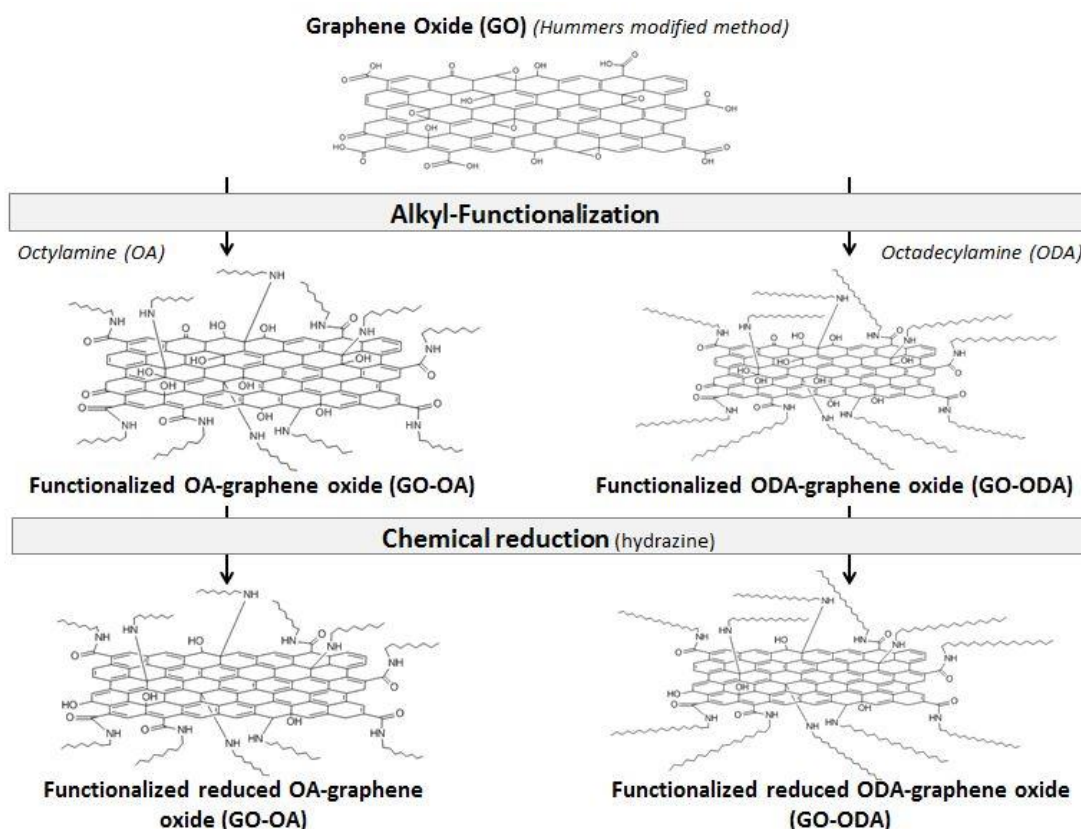 Graphene Oxide (GO) (Hummers modified method)
Alkyl-Functionalization
Octylamine (OA)
Octadecylamine (ODA)
Functionalized OA-graphene oxide (GO-OA)
Functionalized ODA-graphene oxide (GO-ODA)
Chemical reduction (hydrazine)
Functionalized reduced OA-graphene
oxide (GO-OA)
Functionalized reduced ODA-graphene oxide
(GO-ODA)